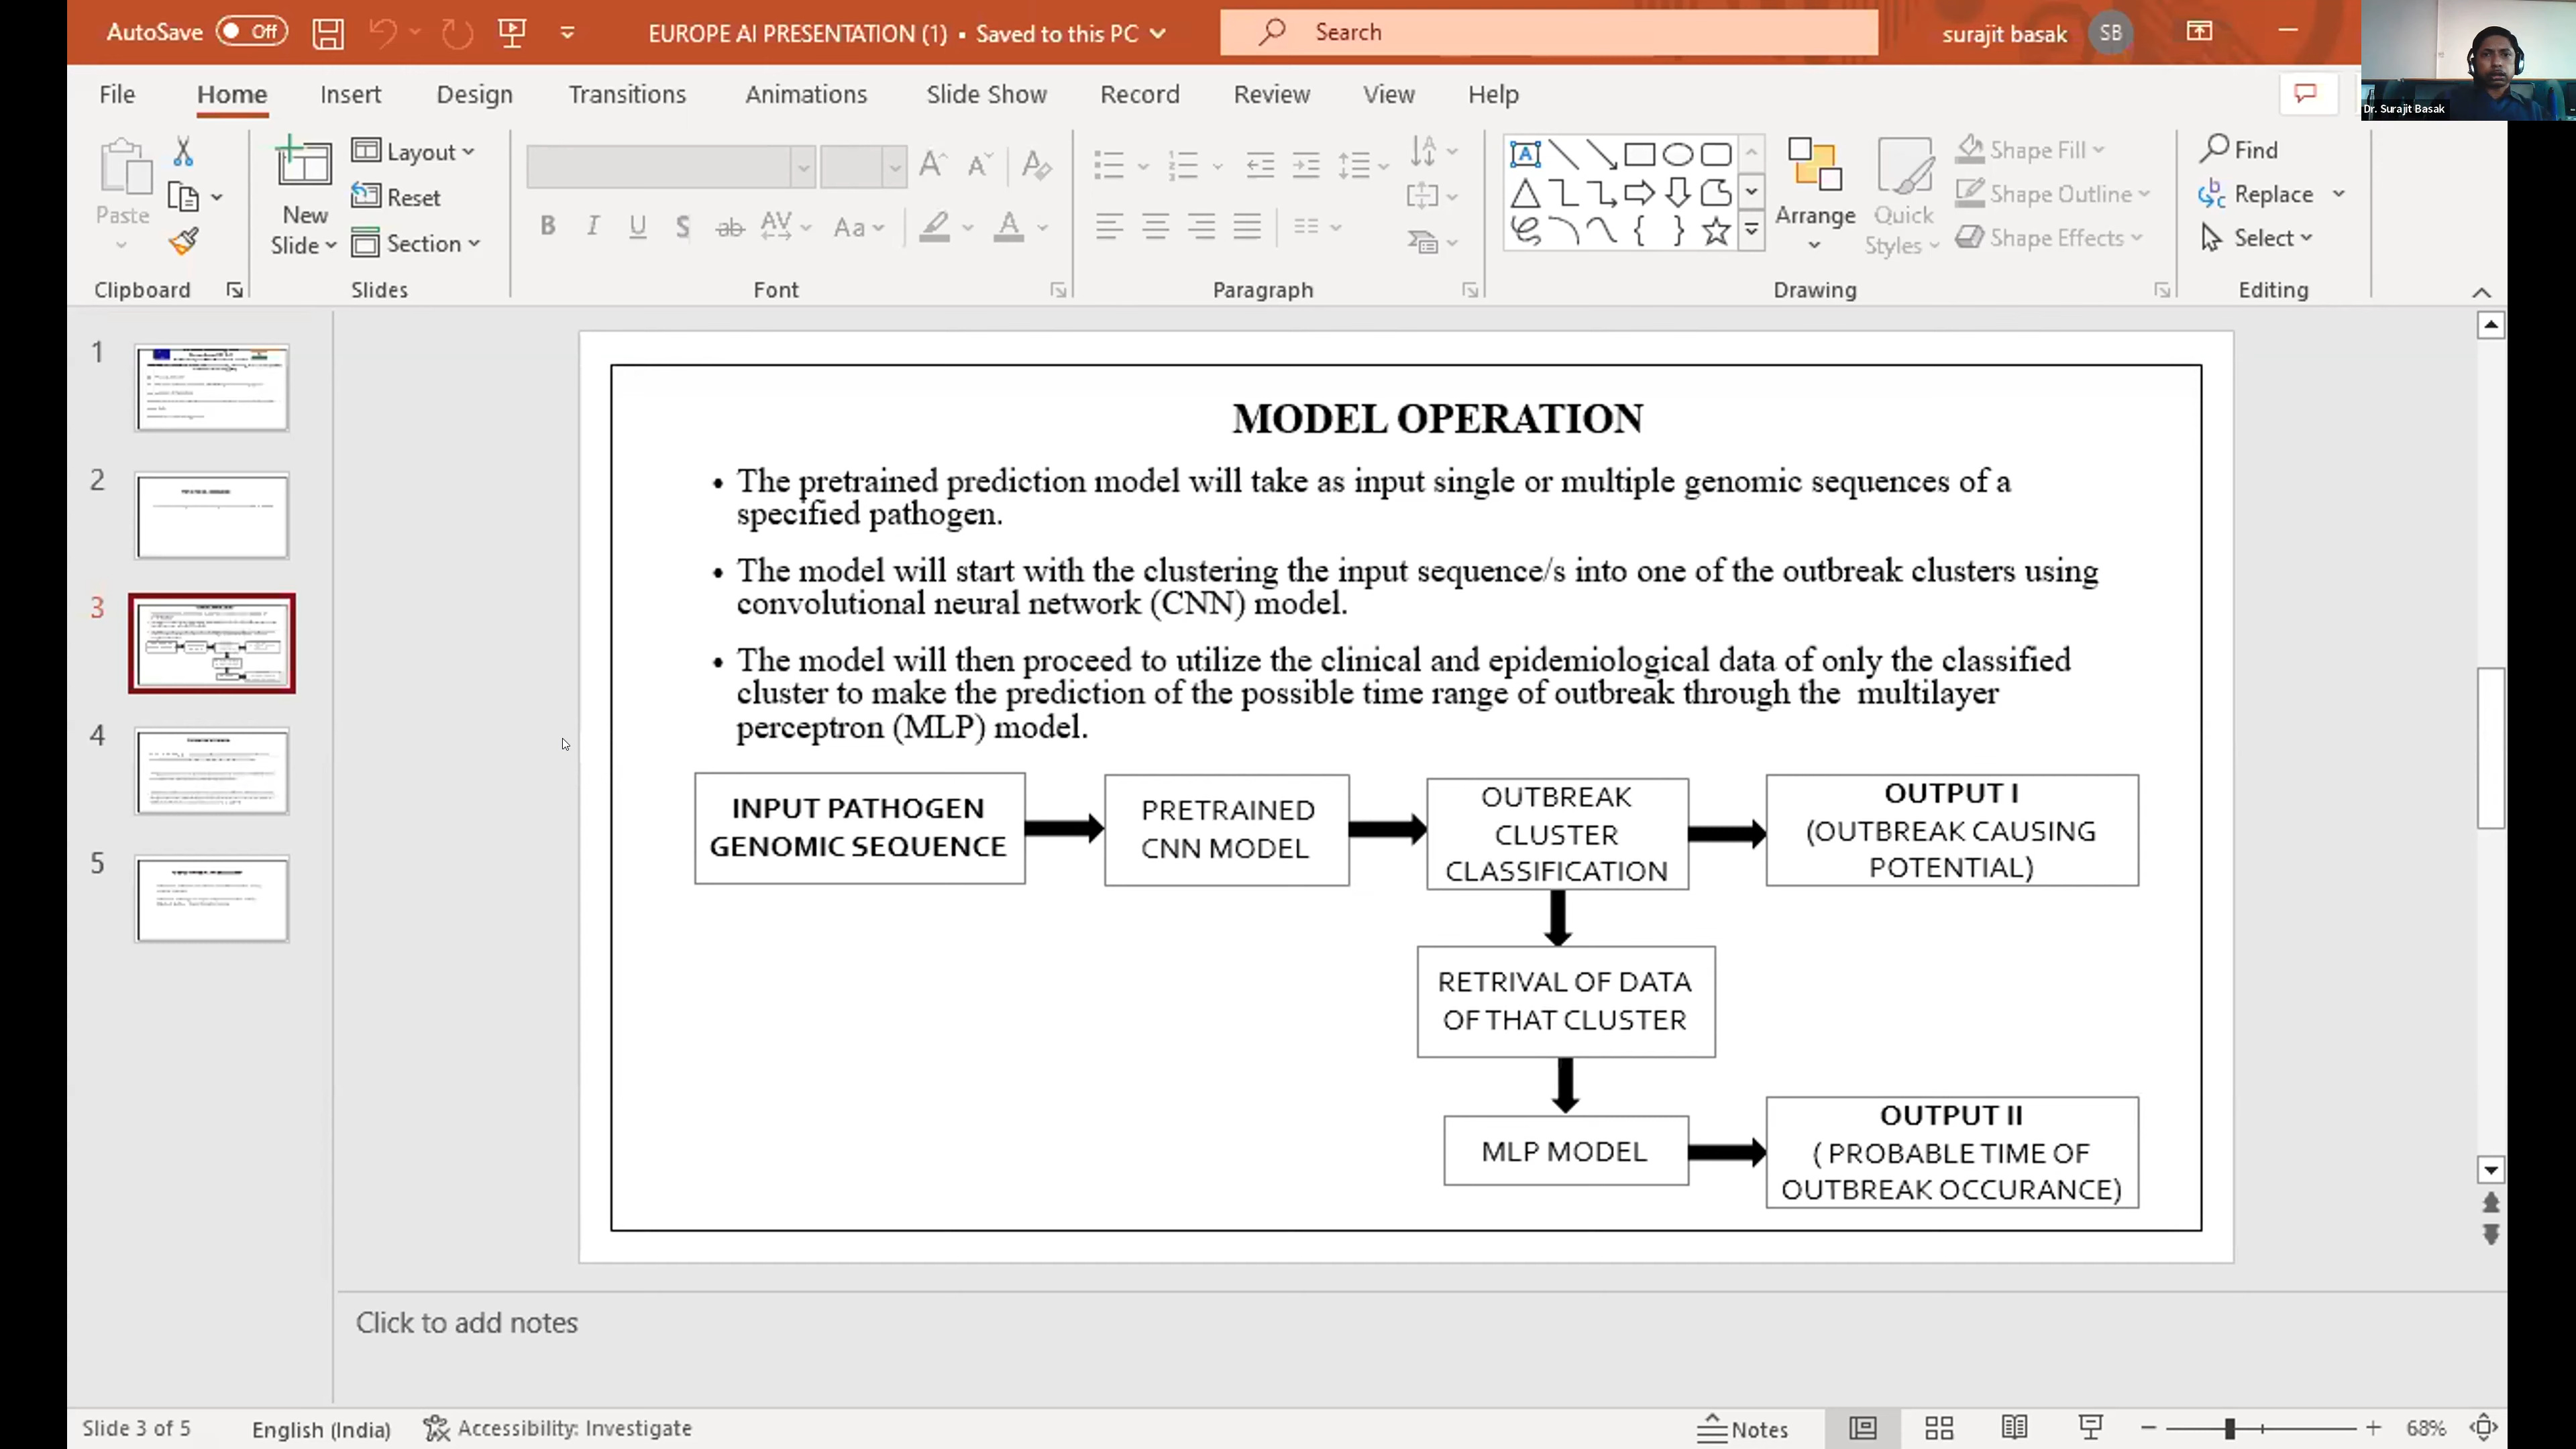 AutoSave Off EUROPE AI PRESENTATION (1) • Saved to this PC Search surajit basak SB
Dr. Surajit Basak
File Home Insert Design Transitions Animations Slide Show Record Review View Help
Paste
New Slide
Layout
Reset
Section
B I U S ab AV Aa A
Arrange
Quick Styles
Shape Fill
Shape Outline
Shape Effects
Find
Replace
Select
Clipboard Slides Font Paragraph Drawing Editing
1
2
3
4
5
MODEL OPERATION
• The pretrained prediction model will take as input single or multiple genomic sequences of a
specified pathogen.
• The model will start with the clustering the input sequence/s into one of the outbreak clusters using
convolutional neural network (CNN) model.
• The model will then proceed to utilize the clinical and epidemiological data of only the classified
cluster to make the prediction of the possible time range of outbreak through the multilayer
perceptron (MLP) model.
INPUT PATHOGEN
GENOMIC SEQUENCE
PRETRAINED
CNN MODEL
OUTBREAK
CLUSTER
CLASSIFICATION
OUTPUT I
(OUTBREAK CAUSING
POTENTIAL)
RETRIVAL OF DATA
OF THAT CLUSTER
MLP MODEL
OUTPUT II
( PROBABLE TIME OF
OUTBREAK OCCURANCE)
Click to add notes
Slide 3 of 5 English (India) Accessibility: Investigate Notes 68%